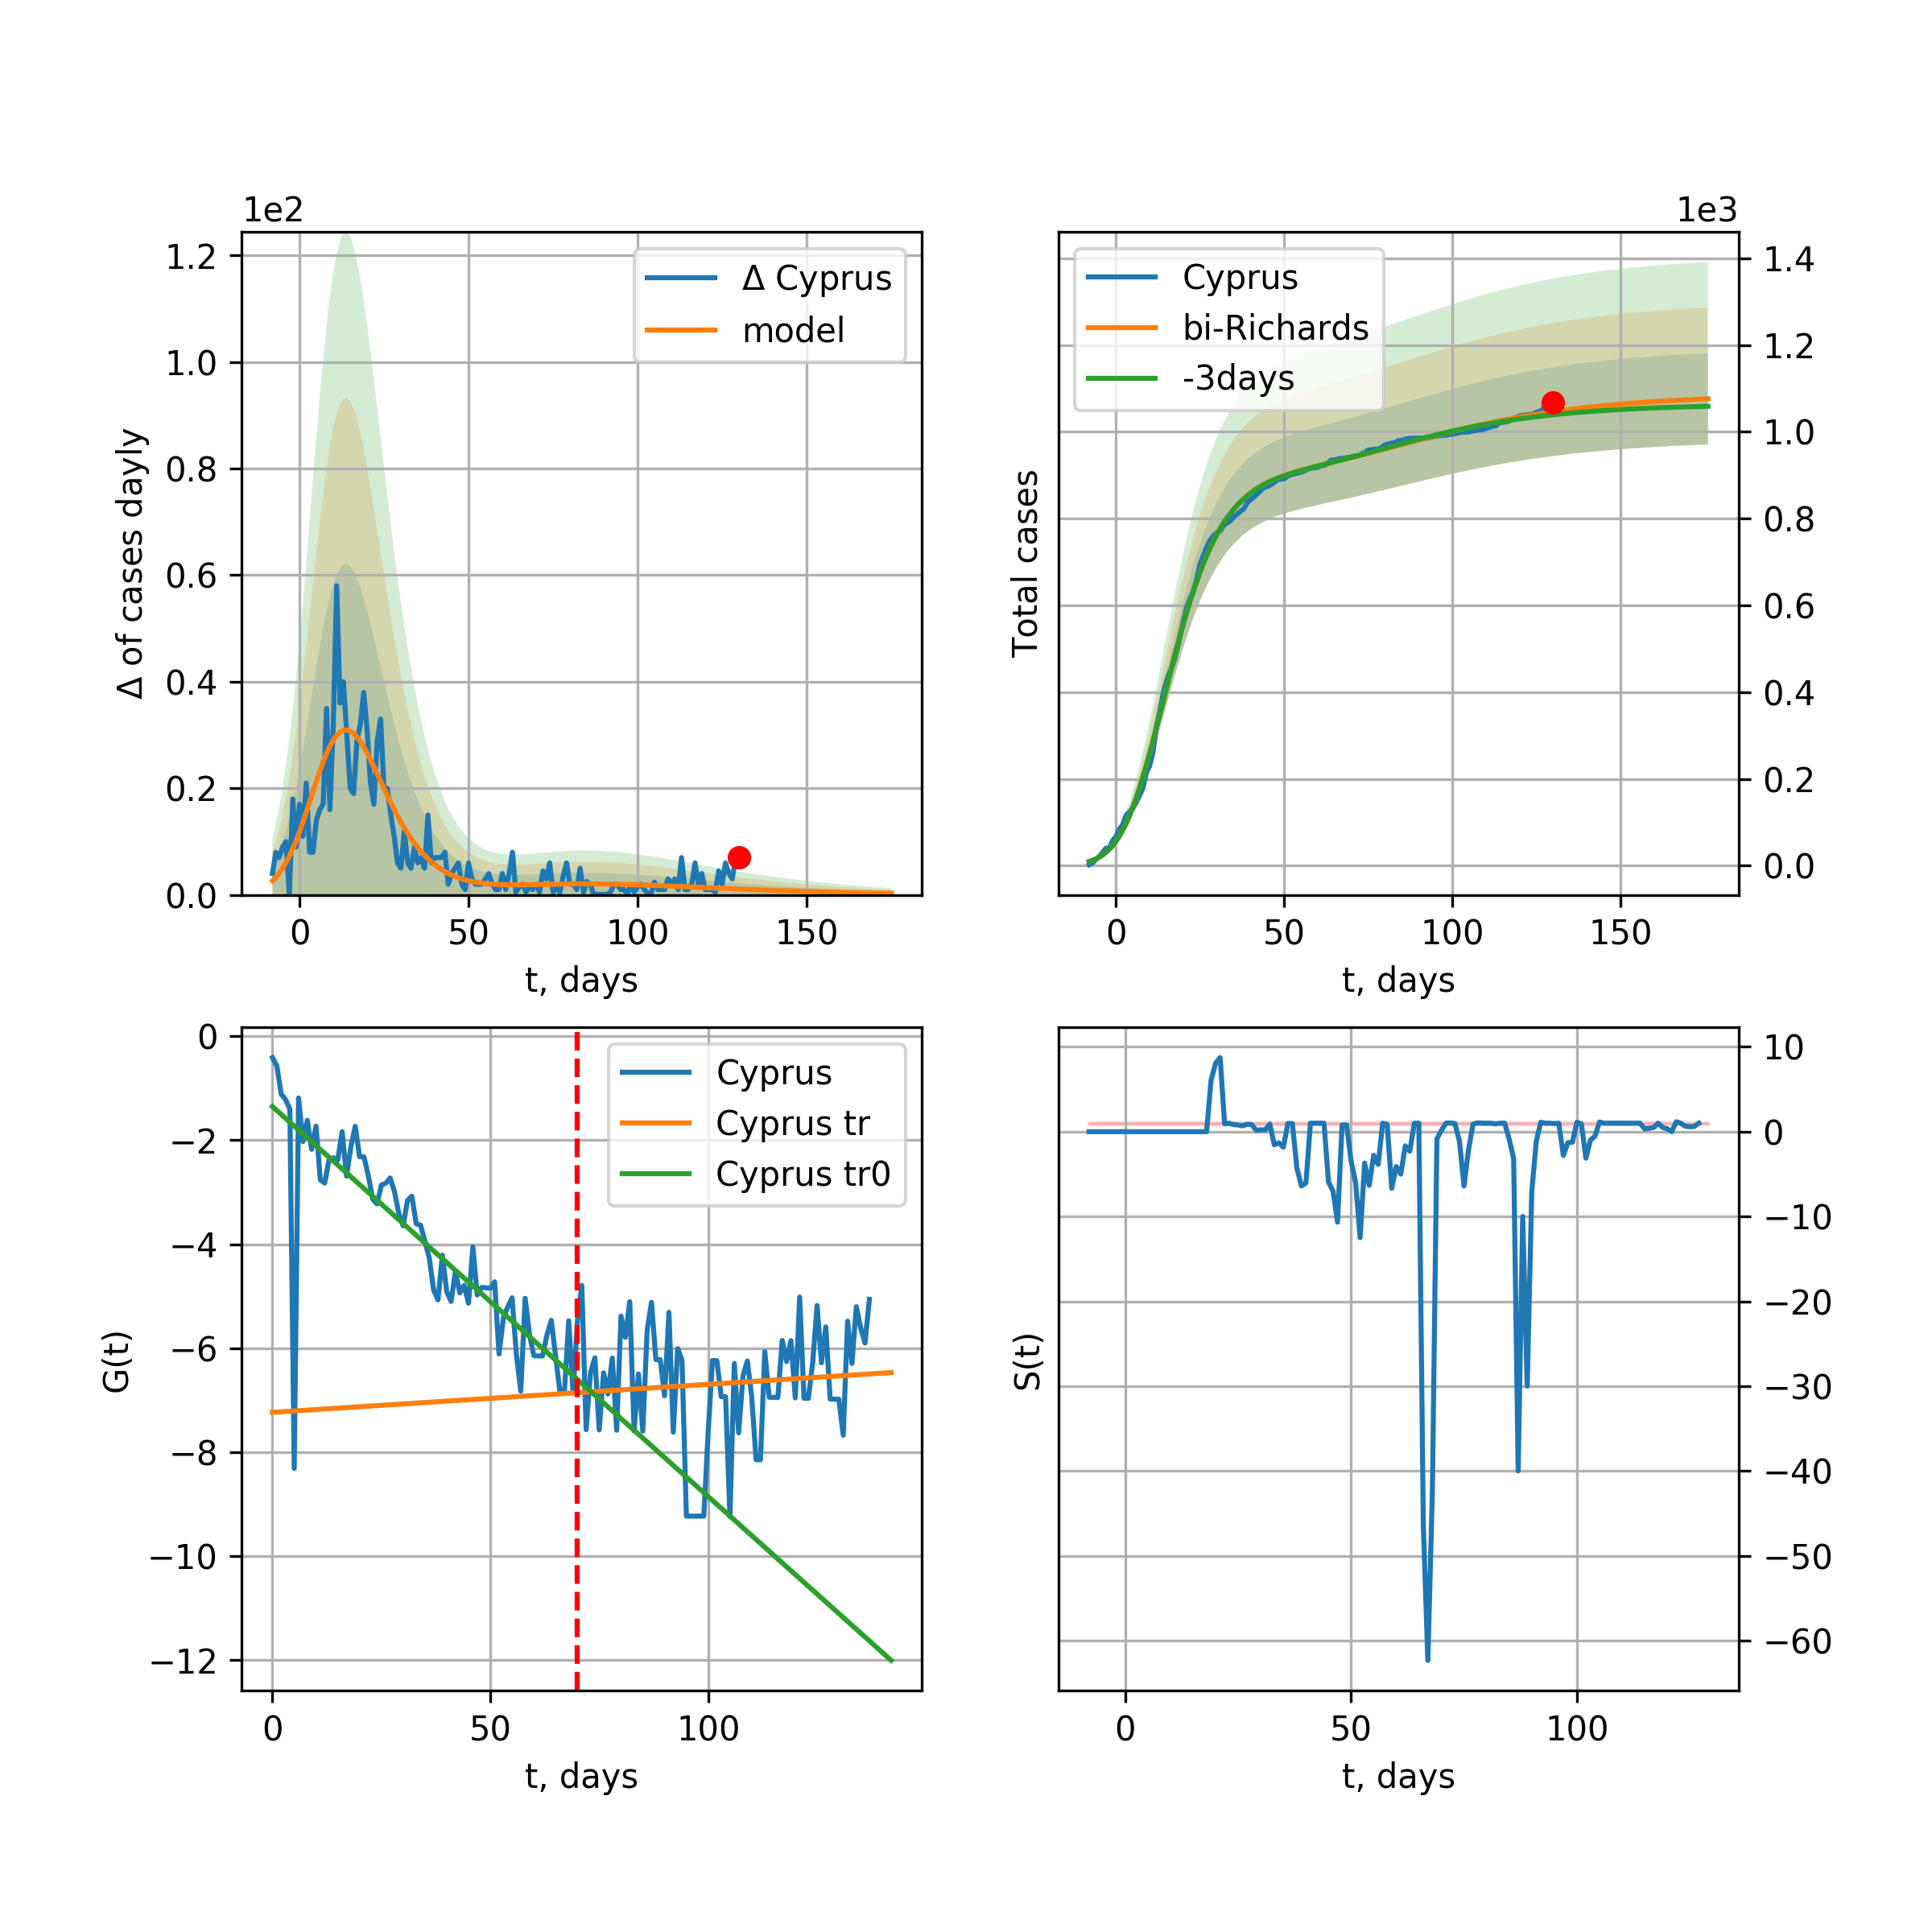 1e2
Δ of cases dayly
1.2
1.0
0.8
0.6
0.4
0.2
0.0
0 50 100 150
t, days
Δ Cyprus
model
1e3
Total cases
1.4
1.2
1.0
0.8
0.6
0.4
0.2
0.0
0 50 100 150
t, days
Cyprus
bi-Richards
-3days
G(t)
0
−2
−4
−6
−8
−10
−12
0 50 100
t, days
Cyprus
Cyprus tr
Cyprus tr0
S(t)
10
0
−10
−20
−30
−40
−50
−60
0 50 100
t, days